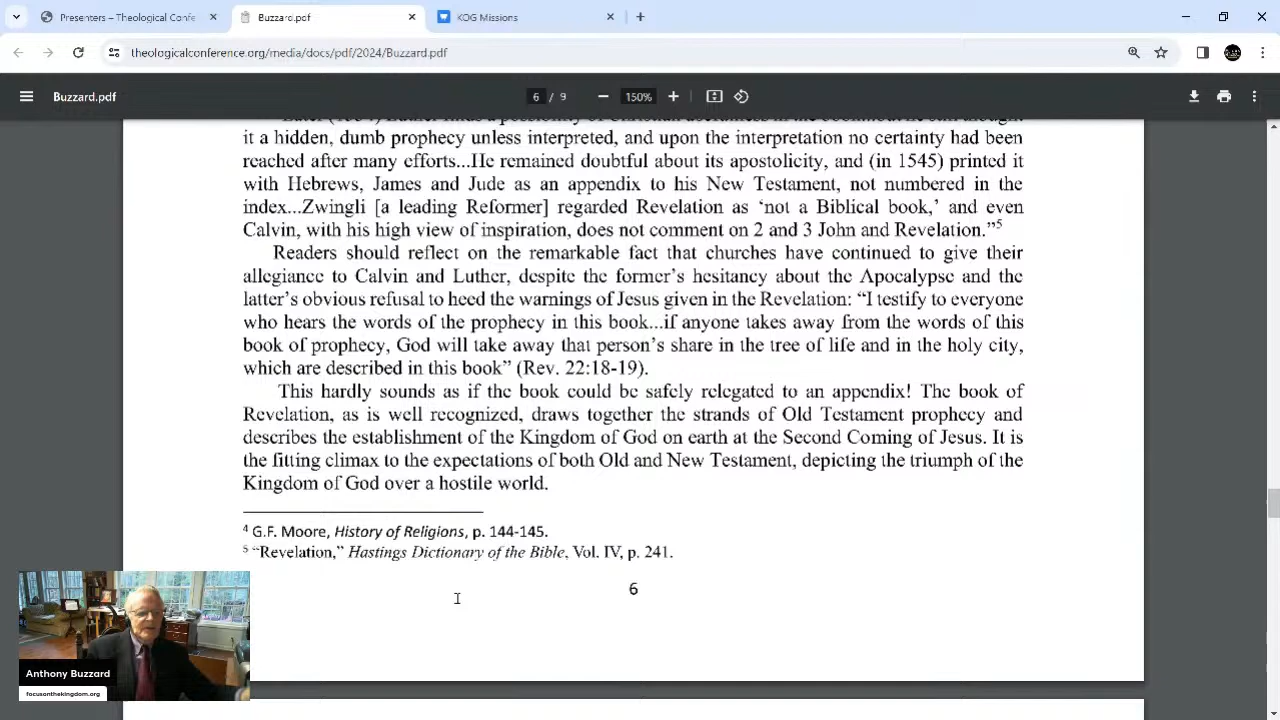 Presenters – Theological Confe
Buzzard.pdf
KOG Missions
theologicalconference.org/media/docs/pdf/2024/Buzzard.pdf
Buzzard.pdf
6 / 9
150%
it a hidden, dumb prophecy unless interpreted, and upon the interpretation no certainty had been
reached after many efforts...He remained doubtful about its apostolicity, and (in 1545) printed it
with Hebrews, James and Jude as an appendix to his New Testament, not numbered in the
index...Zwingli [a leading Reformer] regarded Revelation as ‘not a Biblical book,’ and even
Calvin, with his high view of inspiration, does not comment on 2 and 3 John and Revelation.”5
Readers should reflect on the remarkable fact that churches have continued to give their
allegiance to Calvin and Luther, despite the former’s hesitancy about the Apocalypse and the
latter’s obvious refusal to heed the warnings of Jesus given in the Revelation: “I testify to everyone
who hears the words of the prophecy in this book...if anyone takes away from the words of this
book of prophecy, God will take away that person’s share in the tree of life and in the holy city,
which are described in this book” (Rev. 22:18-19).
This hardly sounds as if the book could be safely relegated to an appendix! The book of
Revelation, as is well recognized, draws together the strands of Old Testament prophecy and
describes the establishment of the Kingdom of God on earth at the Second Coming of Jesus. It is
the fitting climax to the expectations of both Old and New Testament, depicting the triumph of the
Kingdom of God over a hostile world.
4 G.F. Moore, History of Religions, p. 144-145.
5 “Revelation,” Hastings Dictionary of the Bible, Vol. IV, p. 241.
6
Anthony Buzzard
focusonthekingdom.org